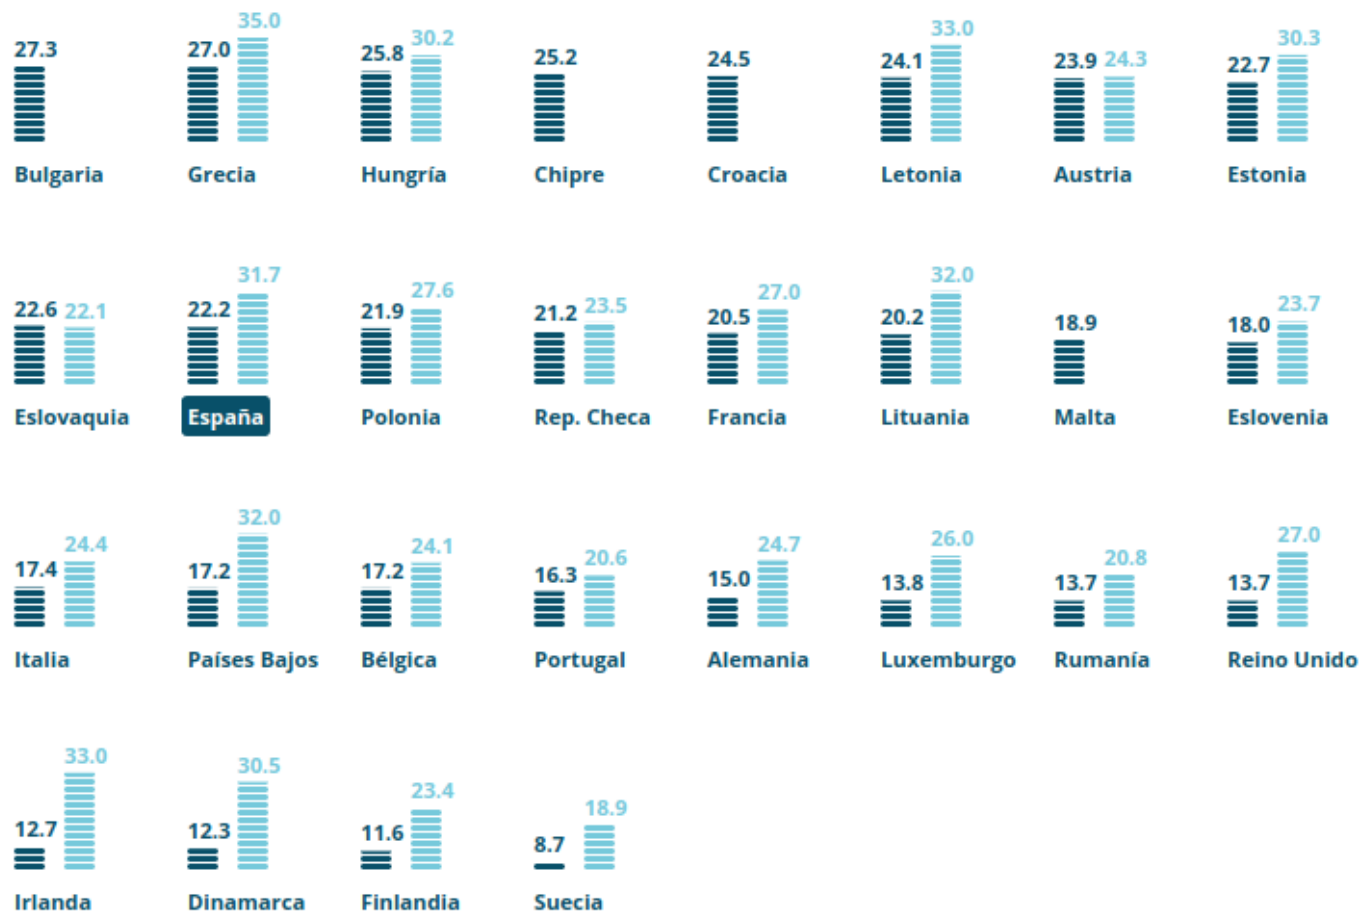 27.3
Bulgaria
27.0 35.0
Grecia
25.8 30.2
Hungría
25.2
Chipre
24.5
Croacia
24.1 33.0
Letonia
23.9 24.3
Austria
22.7 30.3
Estonia
22.6 22.1
Eslovaquia
22.2 31.7
España
21.9 27.6
Polonia
21.2 23.5
Rep. Checa
20.5 27.0
Francia
20.2 32.0
Lituania
18.9
Malta
18.0 23.7
Eslovenia
17.4 24.4
Italia
17.2 32.0
Países Bajos
17.2 24.1
Bélgica
16.3 20.6
Portugal
15.0 24.7
Alemania
13.8 26.0
Luxemburgo
13.7 20.8
Rumanía
13.7 27.0
Reino Unido
12.7 33.0
Irlanda
12.3 30.5
Dinamarca
11.6 23.4
Finlandia
8.7 18.9
Suecia